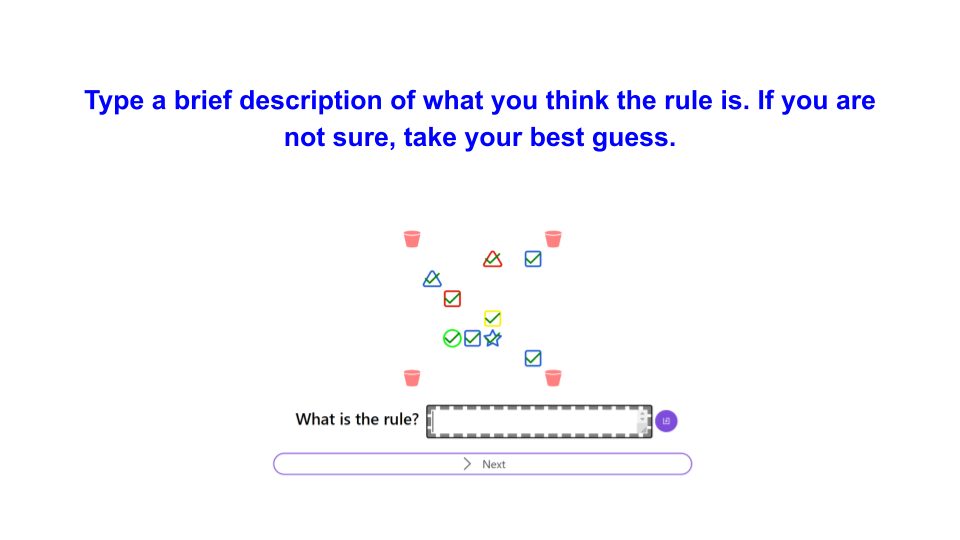 Type a brief description of what you think the rule is. If you are
not sure, take your best guess.
What is the rule?
Next